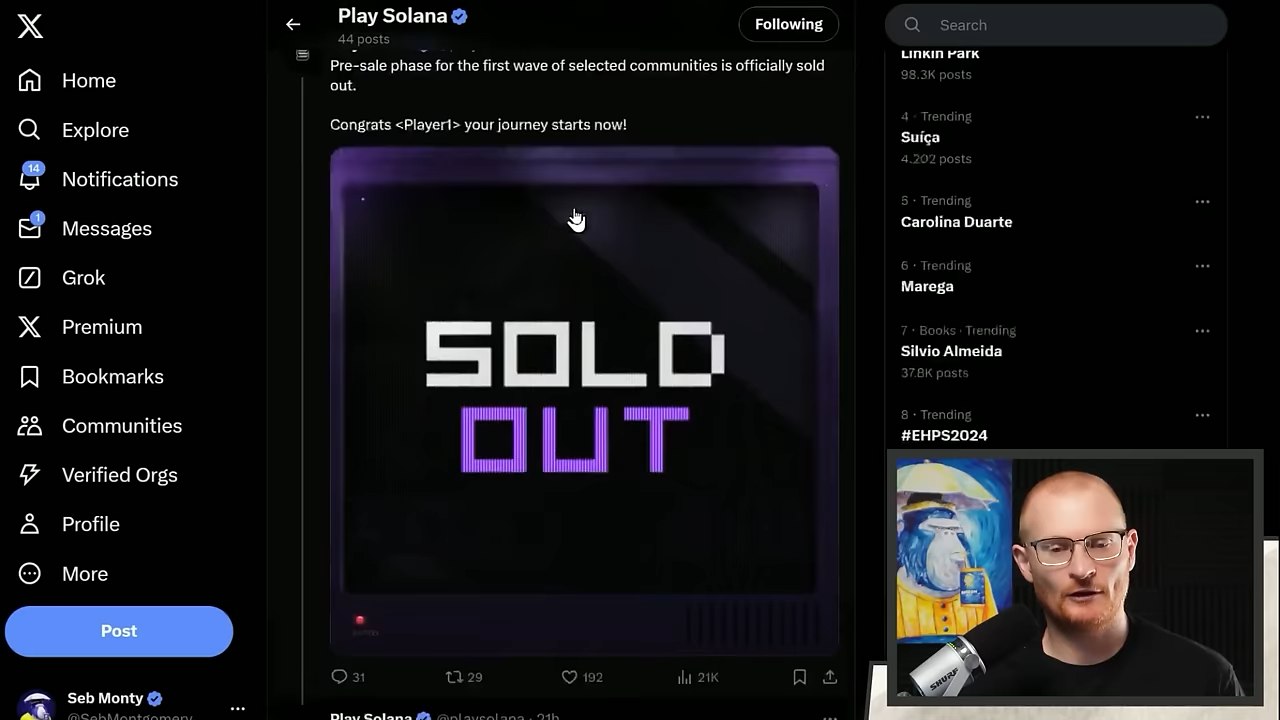 Play Solana
44 posts
Following
Search
Home
Explore
14
Notifications
1
Messages
Grok
Premium
Bookmarks
Communities
Verified Orgs
Profile
More
Post
Seb Monty
@SebMontgomery
Pre-sale phase for the first wave of selected communities is officially sold
out.
Congrats <Player1> your journey starts now!
SOLD
OUT
31
29
192
21K
Play Solana @playsolana · 21h
Linkin Park
98.3K posts
4 · Trending
Suíça
4.202 posts
5 · Trending
Carolina Duarte
6 · Trending
Marega
7 · Books · Trending
Silvio Almeida
37.8K posts
8 · Trending
#EHPS2024
SHURE